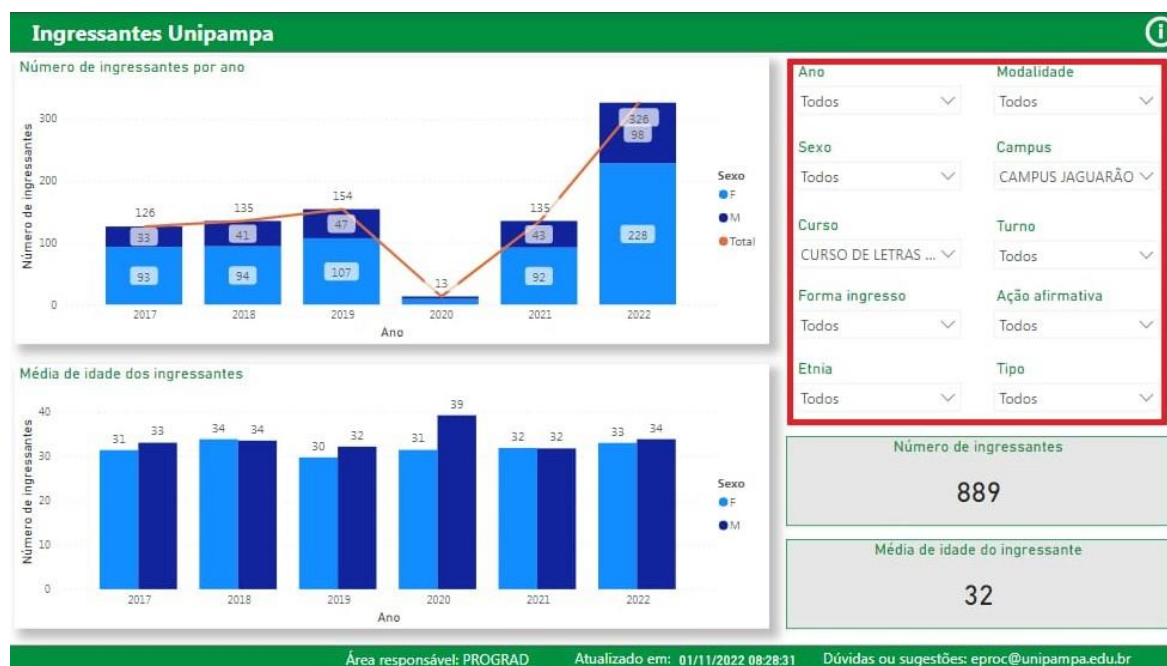 Ingressantes Unipampa
i
Número de ingressantes por ano
Número de ingressantes
300
200
100
0
126
33
93
135
41
94
154
47
107
13
135
43
92
326
98
228
2017 2018 2019 2020 2021 2022
Ano
Sexo
F
M
Total
Média de idade dos ingressantes
Número de ingressantes
40
30
20
10
0
31 33 34 34 30 32 31 39 32 32 33 34
2017 2018 2019 2020 2021 2022
Ano
Sexo
F
M
Ano Modalidade
Todos Todos
Sexo Campus
Todos CAMPUS JAGUARÃO
Curso Turno
CURSO DE LETRAS ... Todos
Forma ingresso Ação afirmativa
Todos Todos
Etnia Tipo
Todos Todos
Número de ingressantes
889
Média de idade do ingressante
32
Área responsável: PROGRAD Atualizado em: 01/11/2022 08:28:31 Dúvidas ou sugestões: eproc@unipampa.edu.br